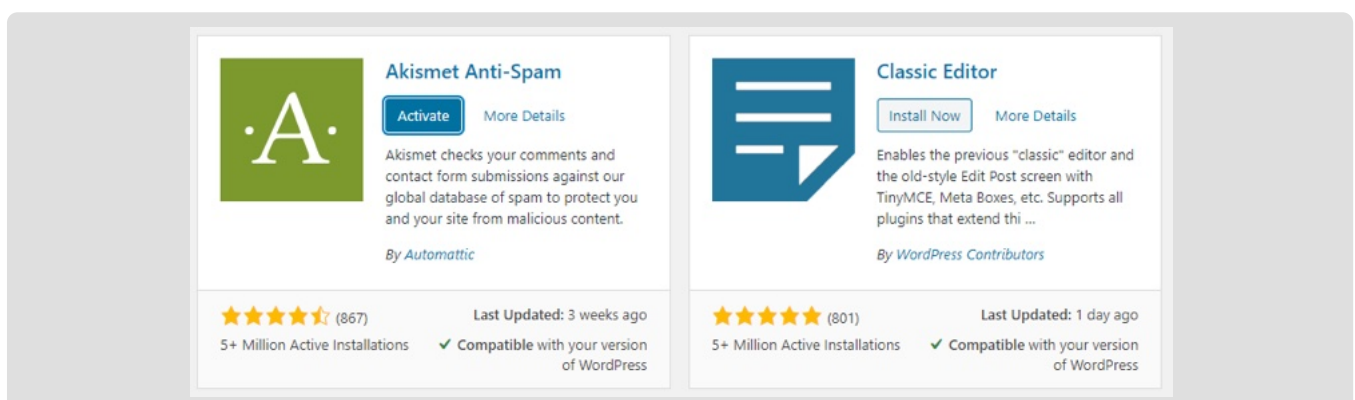 Akismet Anti-Spam
Activate
More Details
Akismet checks your comments and
contact form submissions against our
global database of spam to protect you
and your site from malicious content.
By Automattic
(867)
Last Updated: 3 weeks ago
5+ Million Active Installations
Compatible with your version
of WordPress
·A·
Classic Editor
Install Now
More Details
Enables the previous "classic" editor and
the old-style Edit Post screen with
TinyMCE, Meta Boxes, etc. Supports all
plugins that extend thi ...
By WordPress Contributors
(801)
Last Updated: 1 day ago
5+ Million Active Installations
Compatible with your version
of WordPress